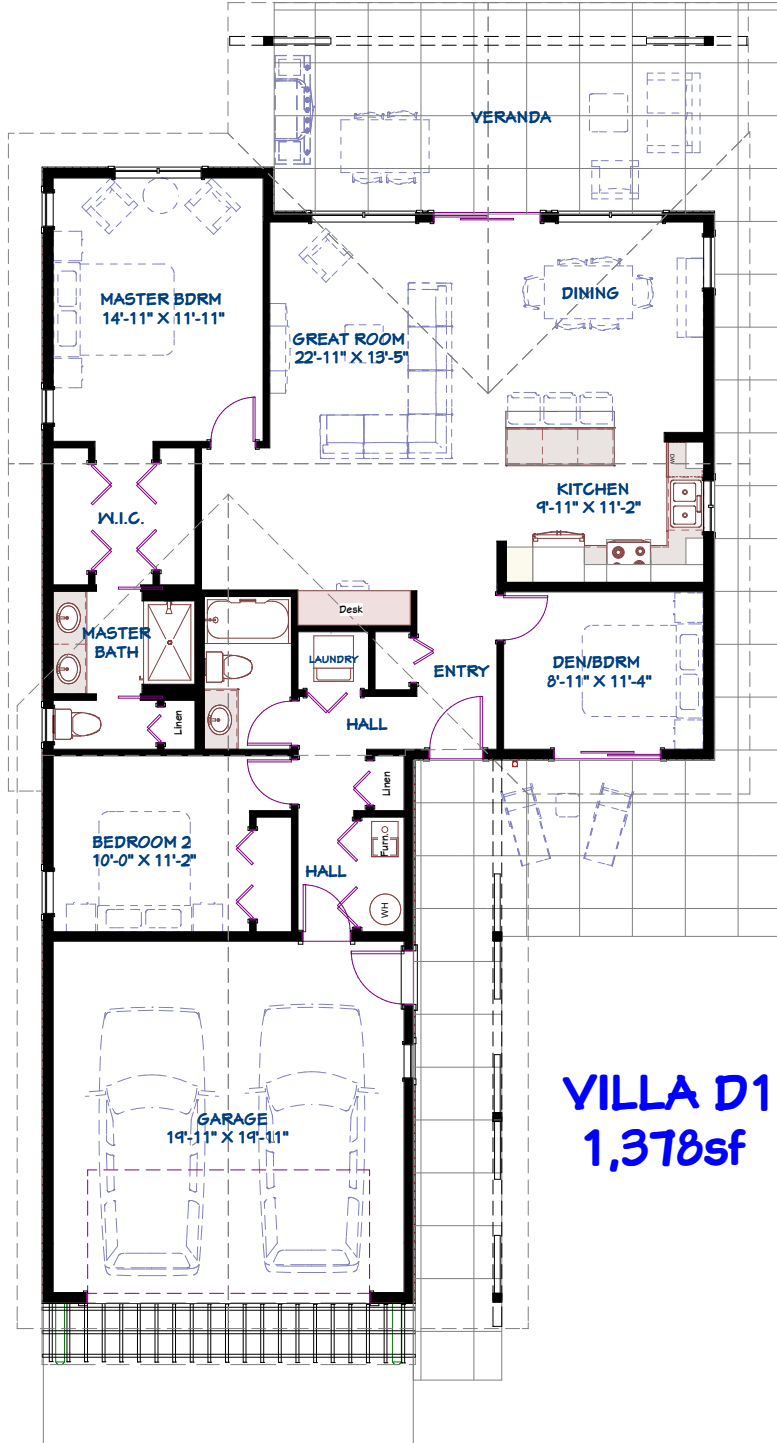 VERANDA
MASTER BDRM
14'-11" X 11'-11"
DINING
GREAT ROOM
22'-11" X 13'-5"
DW
KITCHEN
9'-11" X 11'-2"
W.I.C.
Desk
MASTER
BATH
LAUNDRY
ENTRY
DEN/BDRM
8'-11" X 11'-4"
Linen
HALL
Linen
BEDROOM 2
10'-0" X 11'-2"
Furn.
HALL
WH
VILLA D1
1,378sf
GARAGE
19'-11" X 19'-11"